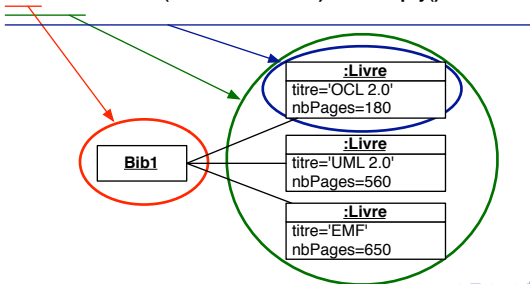 :Livre
titre='OCL 2.0'
nbPages=180
:Livre
titre='UML 2.0'
nbPages=560
Bib1
:Livre
titre='EMF'
nbPages=650